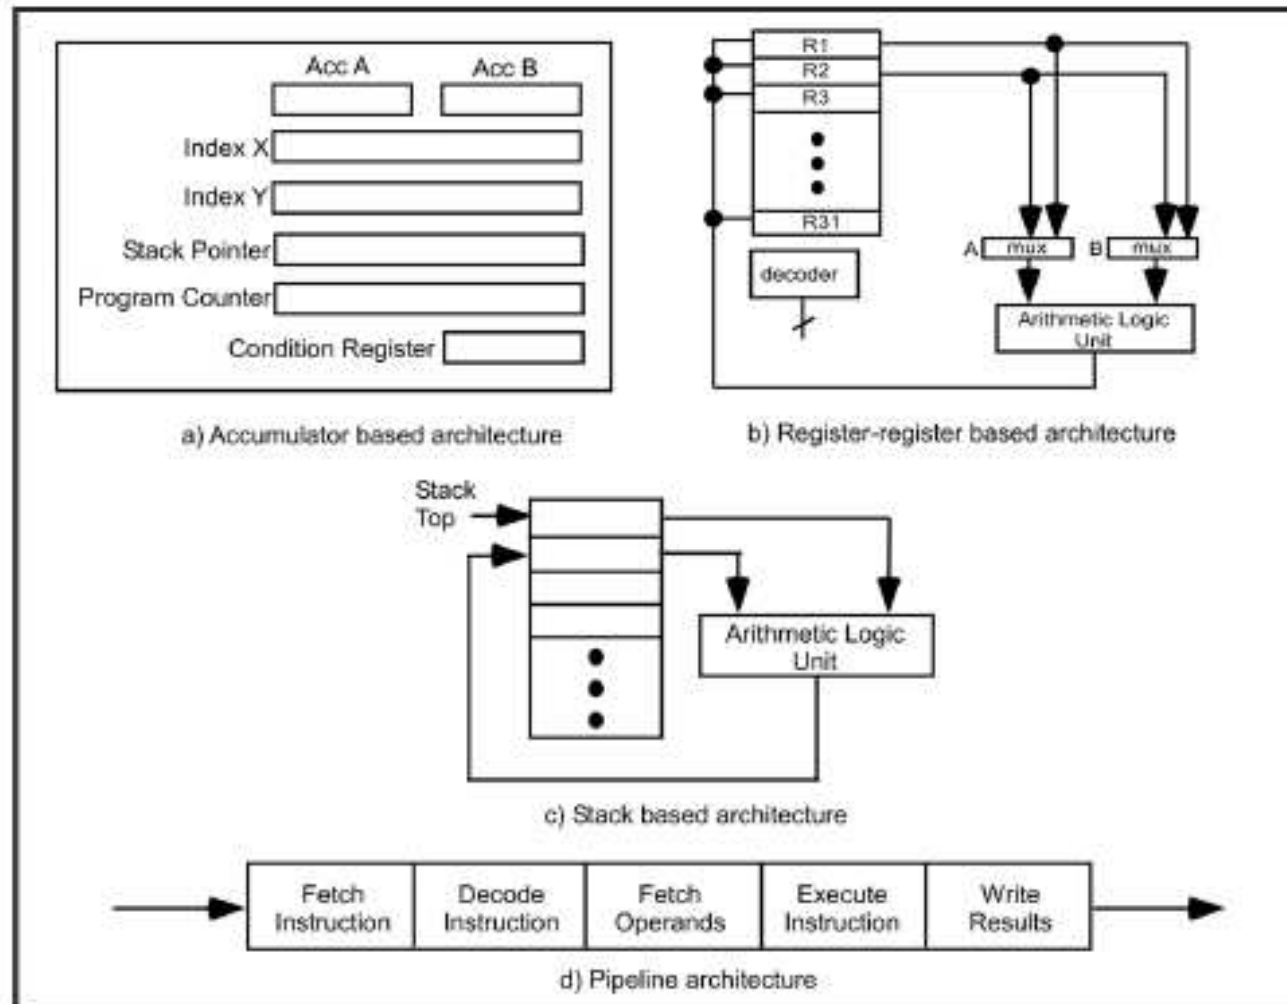 Acc A
Acc B
Index X
Index Y
Stack Pointer
Program Counter
Condition Register
a) Accumulator based architecture
R1
R2
R3
R31
decoder
A
mux
B
mux
Arithmetic Logic
Unit
b) Register-register based architecture
Stack
Top
Arithmetic Logic
Unit
c) Stack based architecture
Fetch
Instruction
Decode
Instruction
Fetch
Operands
Execute
Instruction
Write
Results
d) Pipeline architecture